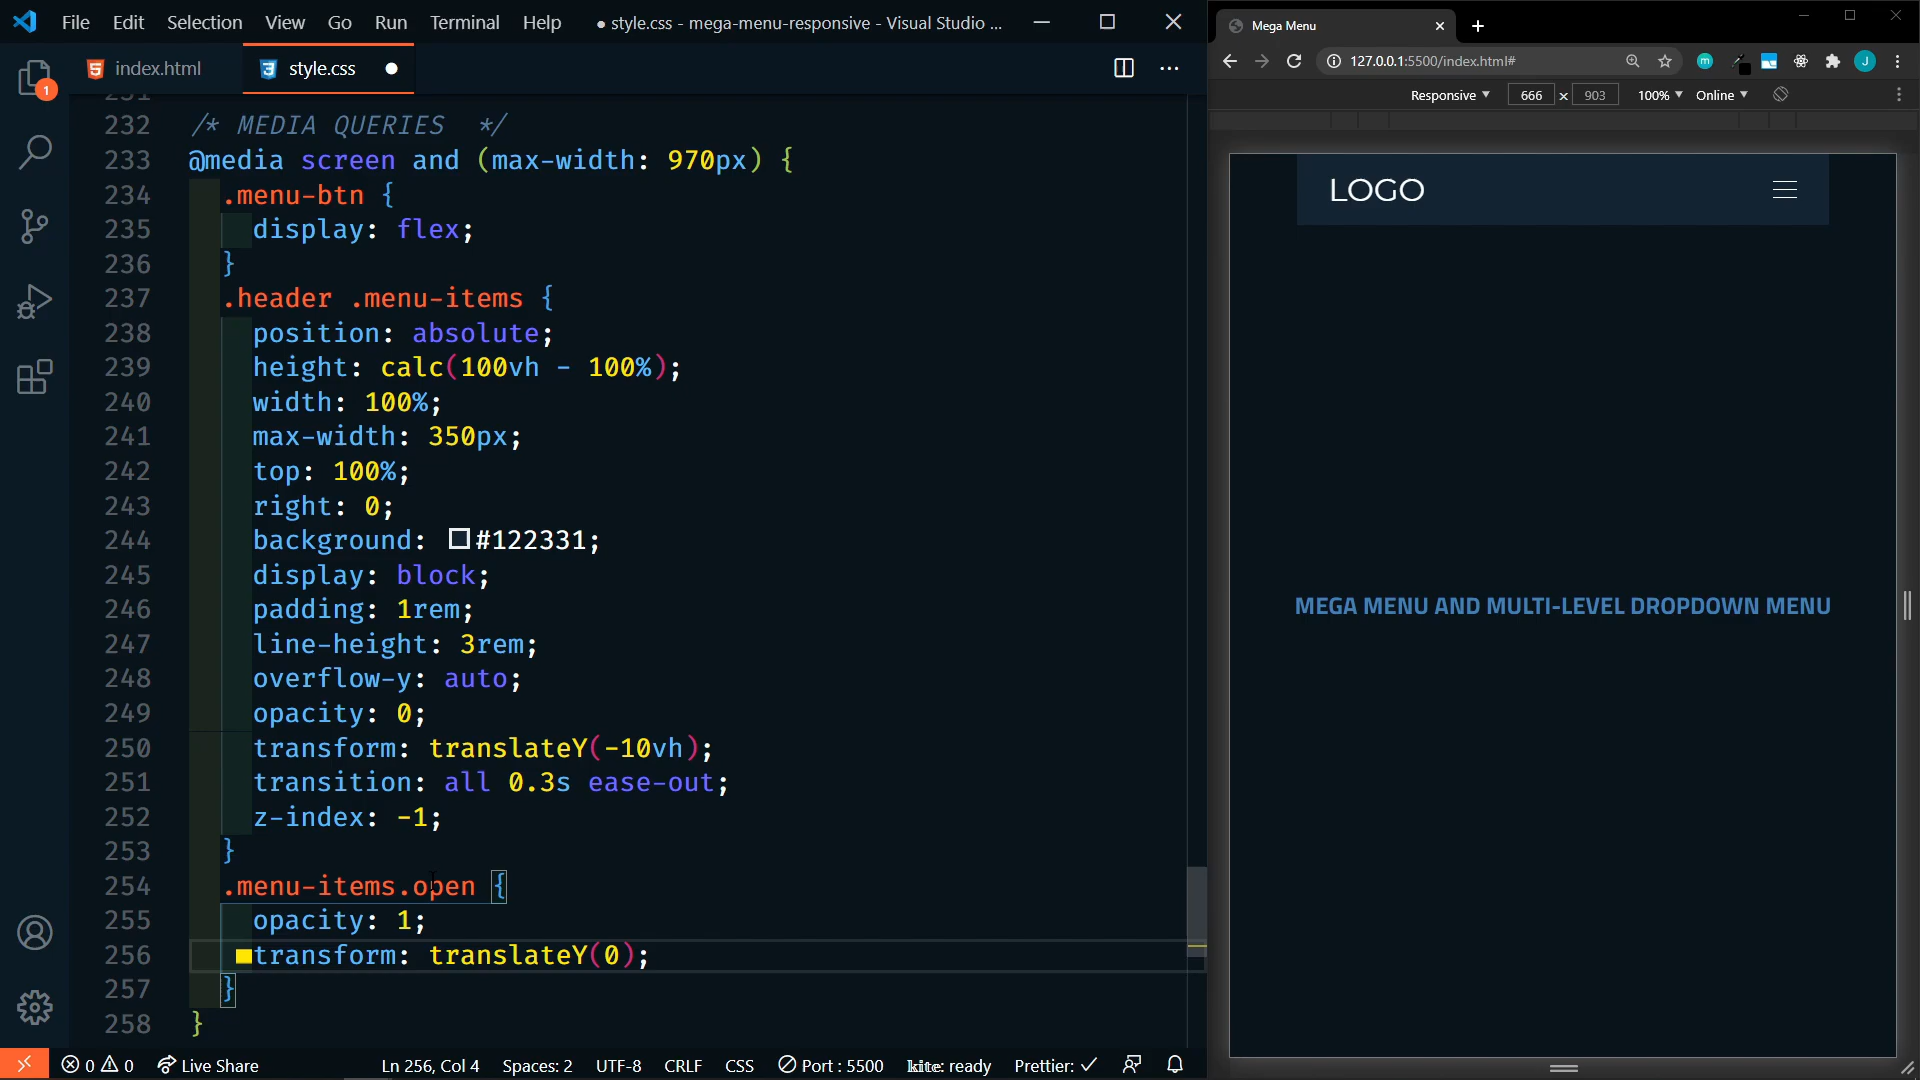 File Edit Selection View Go Run Terminal Help ● style.css - mega-menu-responsive - Visual Studio ...
index.html style.css
1
231
232 /* MEDIA QUERIES */
233 @media screen and (max-width: 970px) {
234 .menu-btn {
235 display: flex;
236 }
237 .header .menu-items {
238 position: absolute;
239 height: calc(100vh - 100%);
240 width: 100%;
241 max-width: 350px;
242 top: 100%;
243 right: 0;
244 background: #122331;
245 display: block;
246 padding: 1rem;
247 line-height: 3rem;
248 overflow-y: auto;
249 opacity: 0;
250 transform: translateY(-10vh);
251 transition: all 0.3s ease-out;
252 z-index: -1;
253 }
254 .menu-items.open {
255 opacity: 1;
256 transform: translateY(0);
257 }
258 }
0 0 Live Share Ln 256, Col 4 Spaces: 2 UTF-8 CRLF CSS Port : 5500 kite: ready Prettier: ✓
Mega Menu
127.0.0.1:5500/index.html#
m J
Responsive 666 x 903 100% Online
LOGO
MEGA MENU AND MULTI-LEVEL DROPDOWN MENU